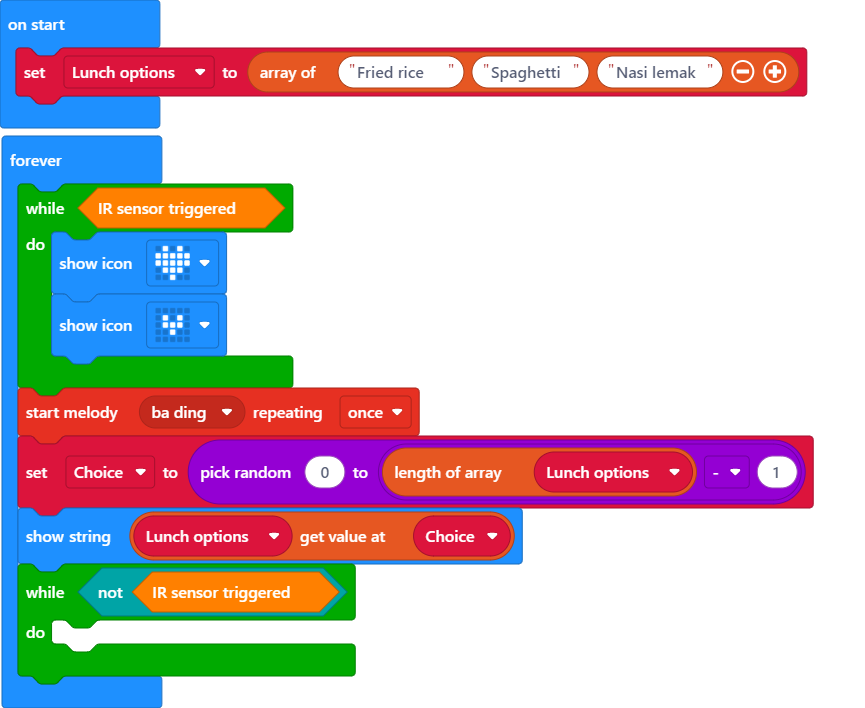 on start
set Lunch options to array of "Fried rice" "Spaghetti" "Nasi lemak"
forever
while IR sensor triggered
do
show icon
show icon
start melody ba ding repeating once
set Choice to pick random 0 to length of array Lunch options - 1
show string Lunch options get value at Choice
while not IR sensor triggered
do